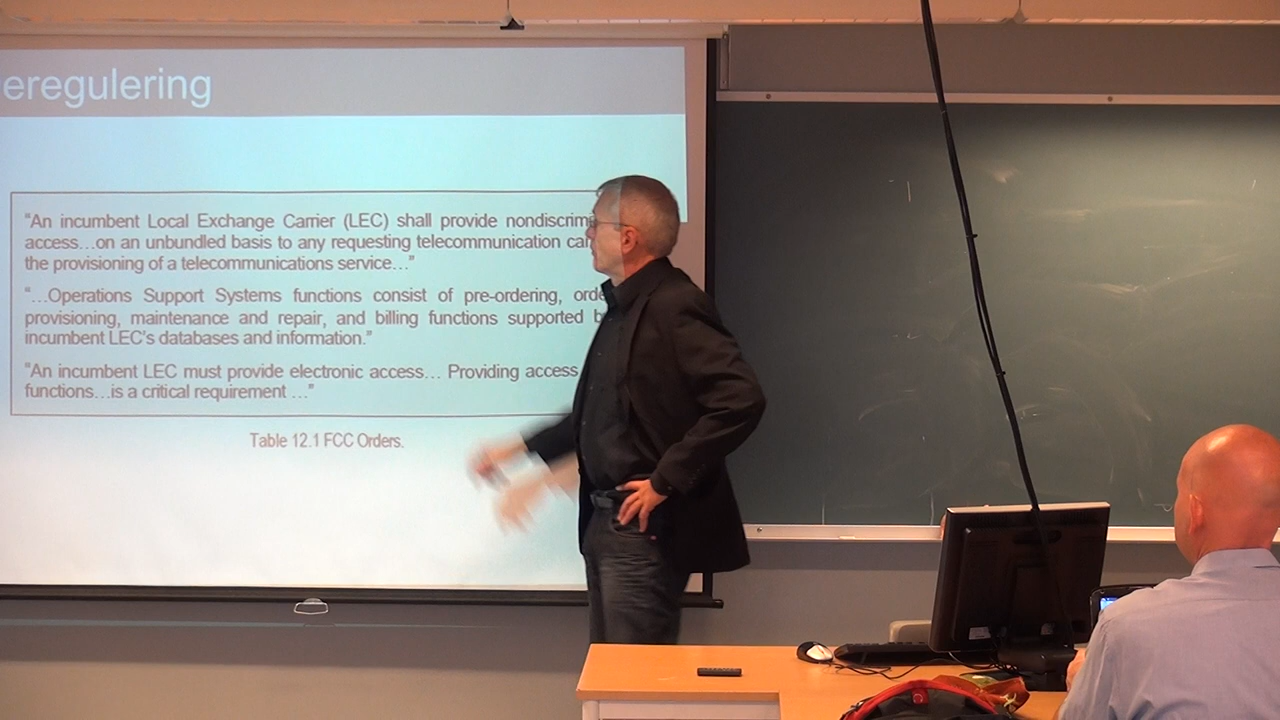 eregulering
"An incumbent Local Exchange Carrier (LEC) shall provide nondiscrim
access…on an unbundled basis to any requesting telecommunication car
the provisioning of a telecommunications service…"
"…Operations Support Systems functions consist of pre-ordering, orde
provisioning, maintenance and repair, and billing functions supported b
incumbent LEC's databases and information."
"An incumbent LEC must provide electronic access… Providing access
functions…is a critical requirement …"
Table 12.1 FCC Orders.